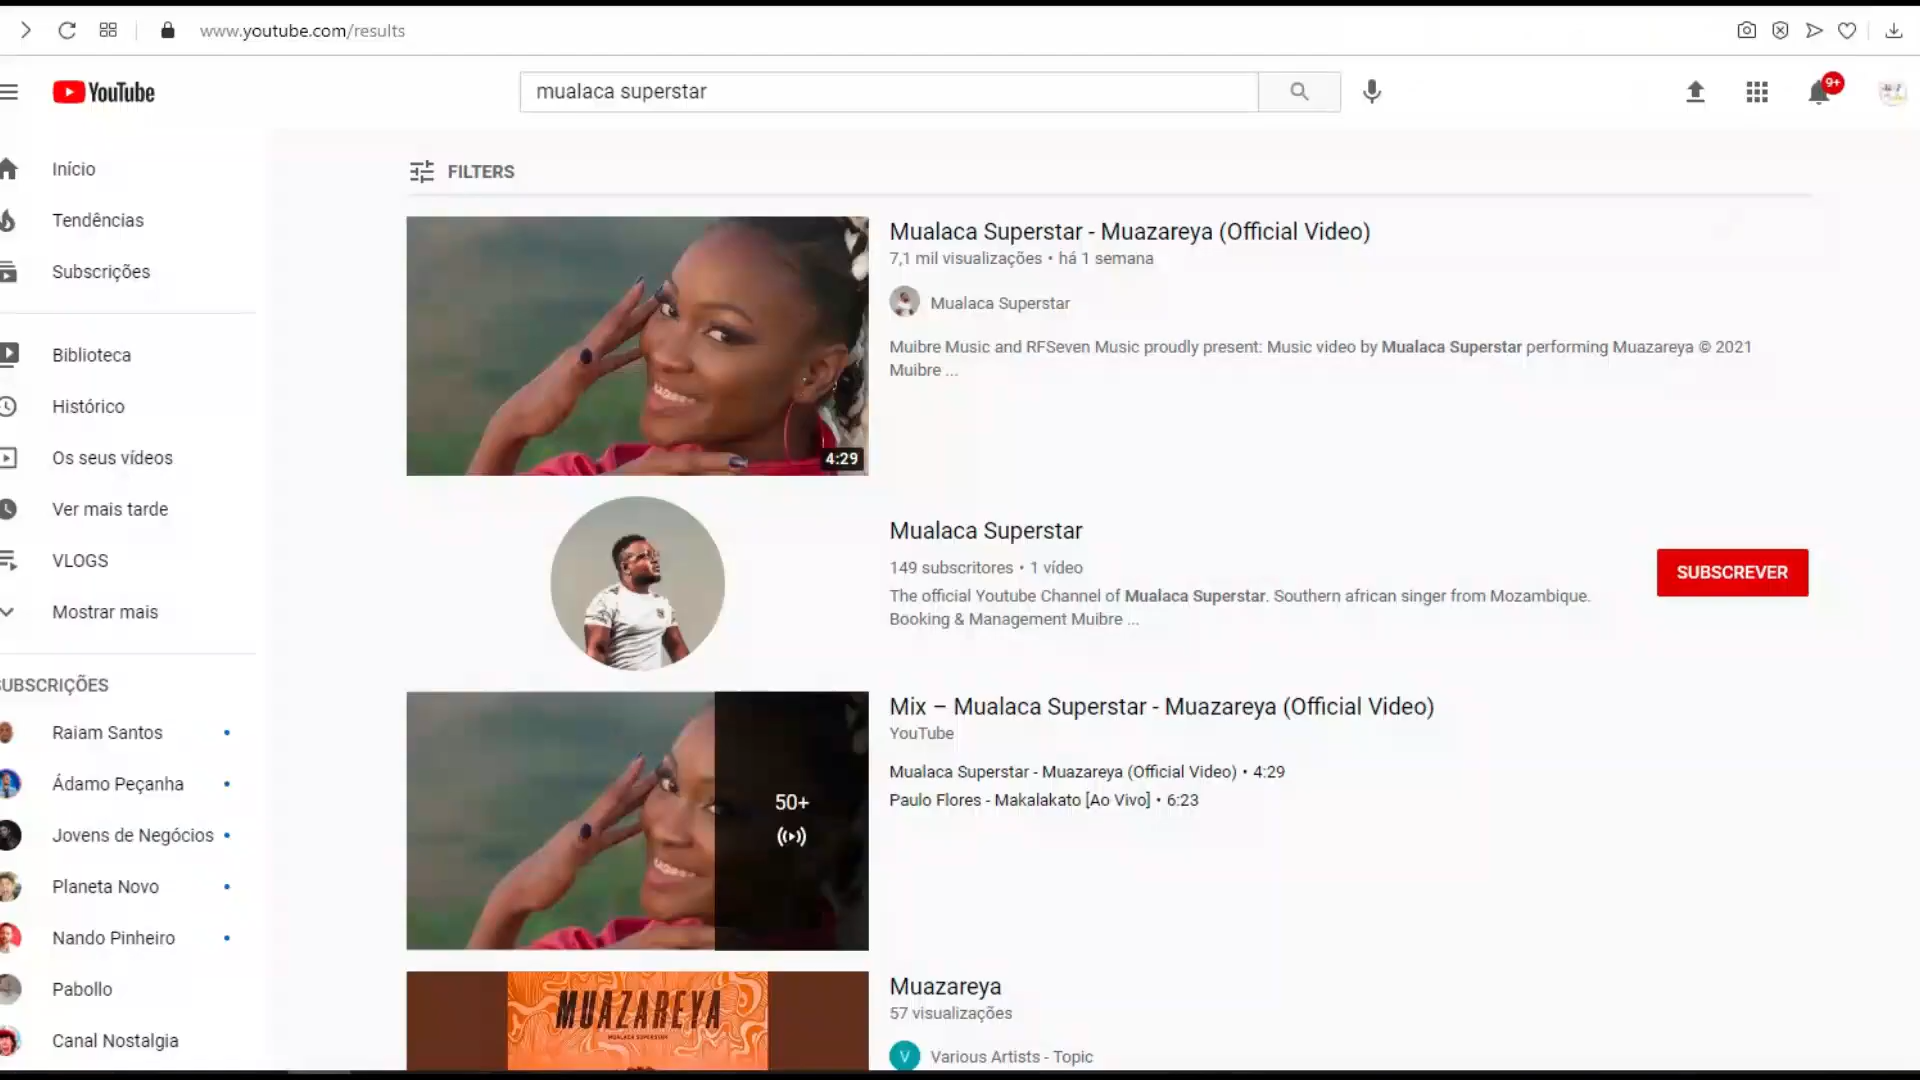 www.youtube.com/results
YouTube
mualaca superstar
9+
Início
Tendências
Subscrições
Biblioteca
Histórico
Os seus vídeos
Ver mais tarde
VLOGS
Mostrar mais
SUBSCRIÇÕES
Raiam Santos
Ádamo Peçanha
Jovens de Negócios
Planeta Novo
Nando Pinheiro
Pabollo
Canal Nostalgia
FILTERS
4:29
Mualaca Superstar - Muazareya (Official Video)
7,1 mil visualizações • há 1 semana
Mualaca Superstar
Muibre Music and RFSeven Music proudly present: Music video by Mualaca Superstar performing Muazareya © 2021
Muibre ...
Mualaca Superstar
149 subscritores • 1 vídeo
The official Youtube Channel of Mualaca Superstar. Southern african singer from Mozambique.
Booking & Management Muibre ...
SUBSCREVER
50+
Mix – Mualaca Superstar - Muazareya (Official Video)
YouTube
Mualaca Superstar - Muazareya (Official Video) • 4:29
Paulo Flores - Makalakato [Ao Vivo] • 6:23
MUAZAREYA
MUALACA SUPERSTAR
Muazareya
57 visualizações
V
Various Artists - Topic